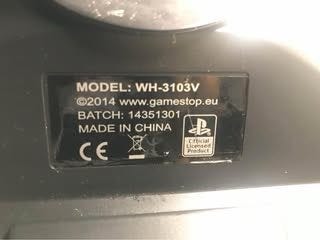 MODEL: WH-3103V
©2014 www.gamestop.eu
BATCH: 14351301
MADE IN CHINA
CE
Official
Licensed
Product